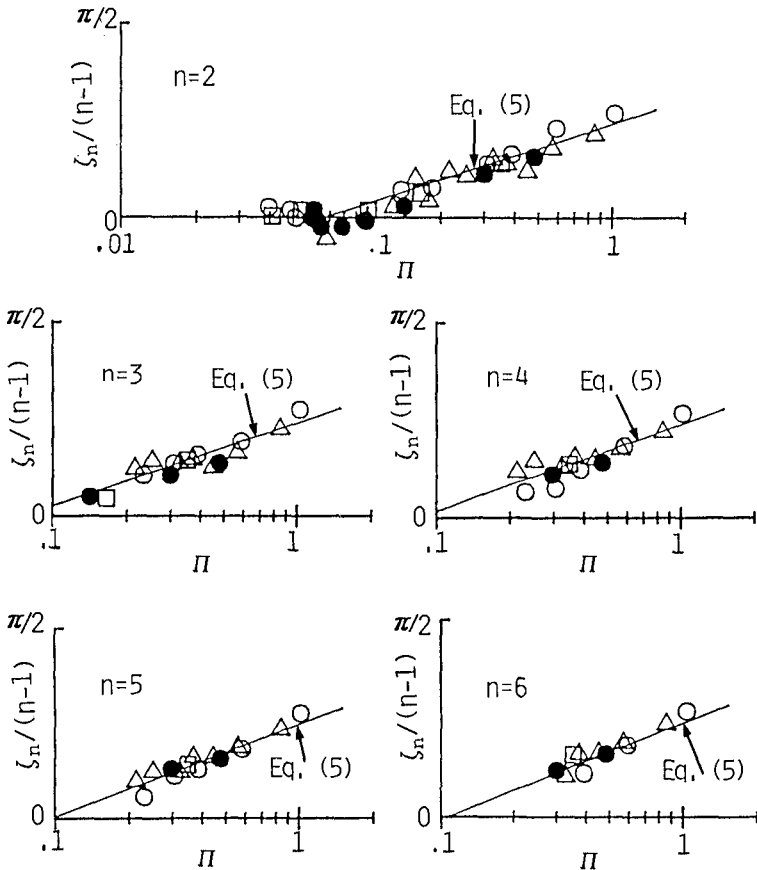 π/2
ζn/(n-1)
n=2
Eq. (5)
0
.01
.1
1
Π
π/2
ζn/(n-1)
n=3
Eq. (5)
0
.1
1
Π
π/2
ζn/(n-1)
n=4
Eq. (5)
0
.1
1
Π
π/2
ζn/(n-1)
n=5
Eq. (5)
0
.1
1
Π
π/2
ζn/(n-1)
n=6
Eq. (5)
0
.1
1
Π